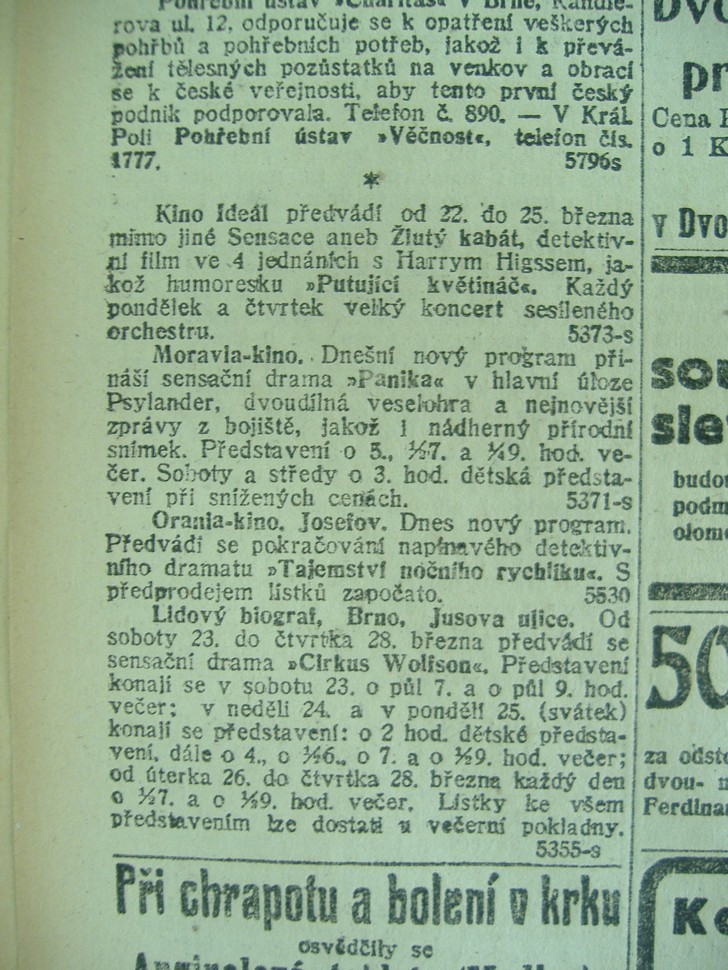 Pohřební ústav »Charitas« v Brně, Kandle-
rova ul. 12. odporučuje se k opatření veškerých
pohřbů a pohřebních potřeb, jakož i k převá-
žení tělesných pozůstatků na venkov a obrací
se k české veřejnosti, aby tento první český
podnik podporovala. Telefon č. 890. — V Král.
Poli Pohřební ústav »Věčnost«, telefon čís.
1777. 5796s
*
Kino Ideál předvádí od 22. do 25. března
mimo jiné Sensace aneb Žlutý kabát, detektiv-
ní film ve 4 jednáních s Harrym Higssem, ja-
kož humoresku »Putující květináč«. Každý
pondělek a čtvrtek velký koncert sesíleného
orchestru. 5373-s
Moravia-kino. Dnešní nový program při-
náší sensační drama »Panika« v hlavní úloze
Psylander, dvoudílná veselohra a nejnovější
zprávy z bojiště, jakož i nádherný přírodní
snímek. Představení o 5., ½7. a ½9. hod. ve-
čer. Soboty a středy o 3. hod. dětská předsta-
vení při snížených cenách. 5371-s
Orania-kino. Josefov. Dnes nový program.
Předvádí se pokračování napínavého detektiv-
ního dramatu »Tajemství nočního rychlíku«. S
předprodejem lístků započato. 5530
Lidový biograf, Brno, Jusova ulice. Od
soboty 23. do čtvrtka 28. března předvádí se
sensační drama »Cirkus Wolfson«. Představení
konají se v sobotu 23. o půl 7. a o půl 9. hod.
večer; v neděli 24. a v pondělí 25. (svátek)
konají se představení: o 2 hod. dětské předsta-
vení, dále o 4., o ½6., o 7. a o ½9. hod. večer;
od úterka 26. do čtvrtka 28. března každý den
o ½7. a o ½9. hod. večer. Lístky ke všem
představením lze dostati u večerní pokladny.
5355-s
Při chrapotu a bolení v krku
osvědčily se
pr
Cena
o 1 K
v Dvo
sou
sle
budou
podm
olom
50
za odst
dvou-
Ferdina